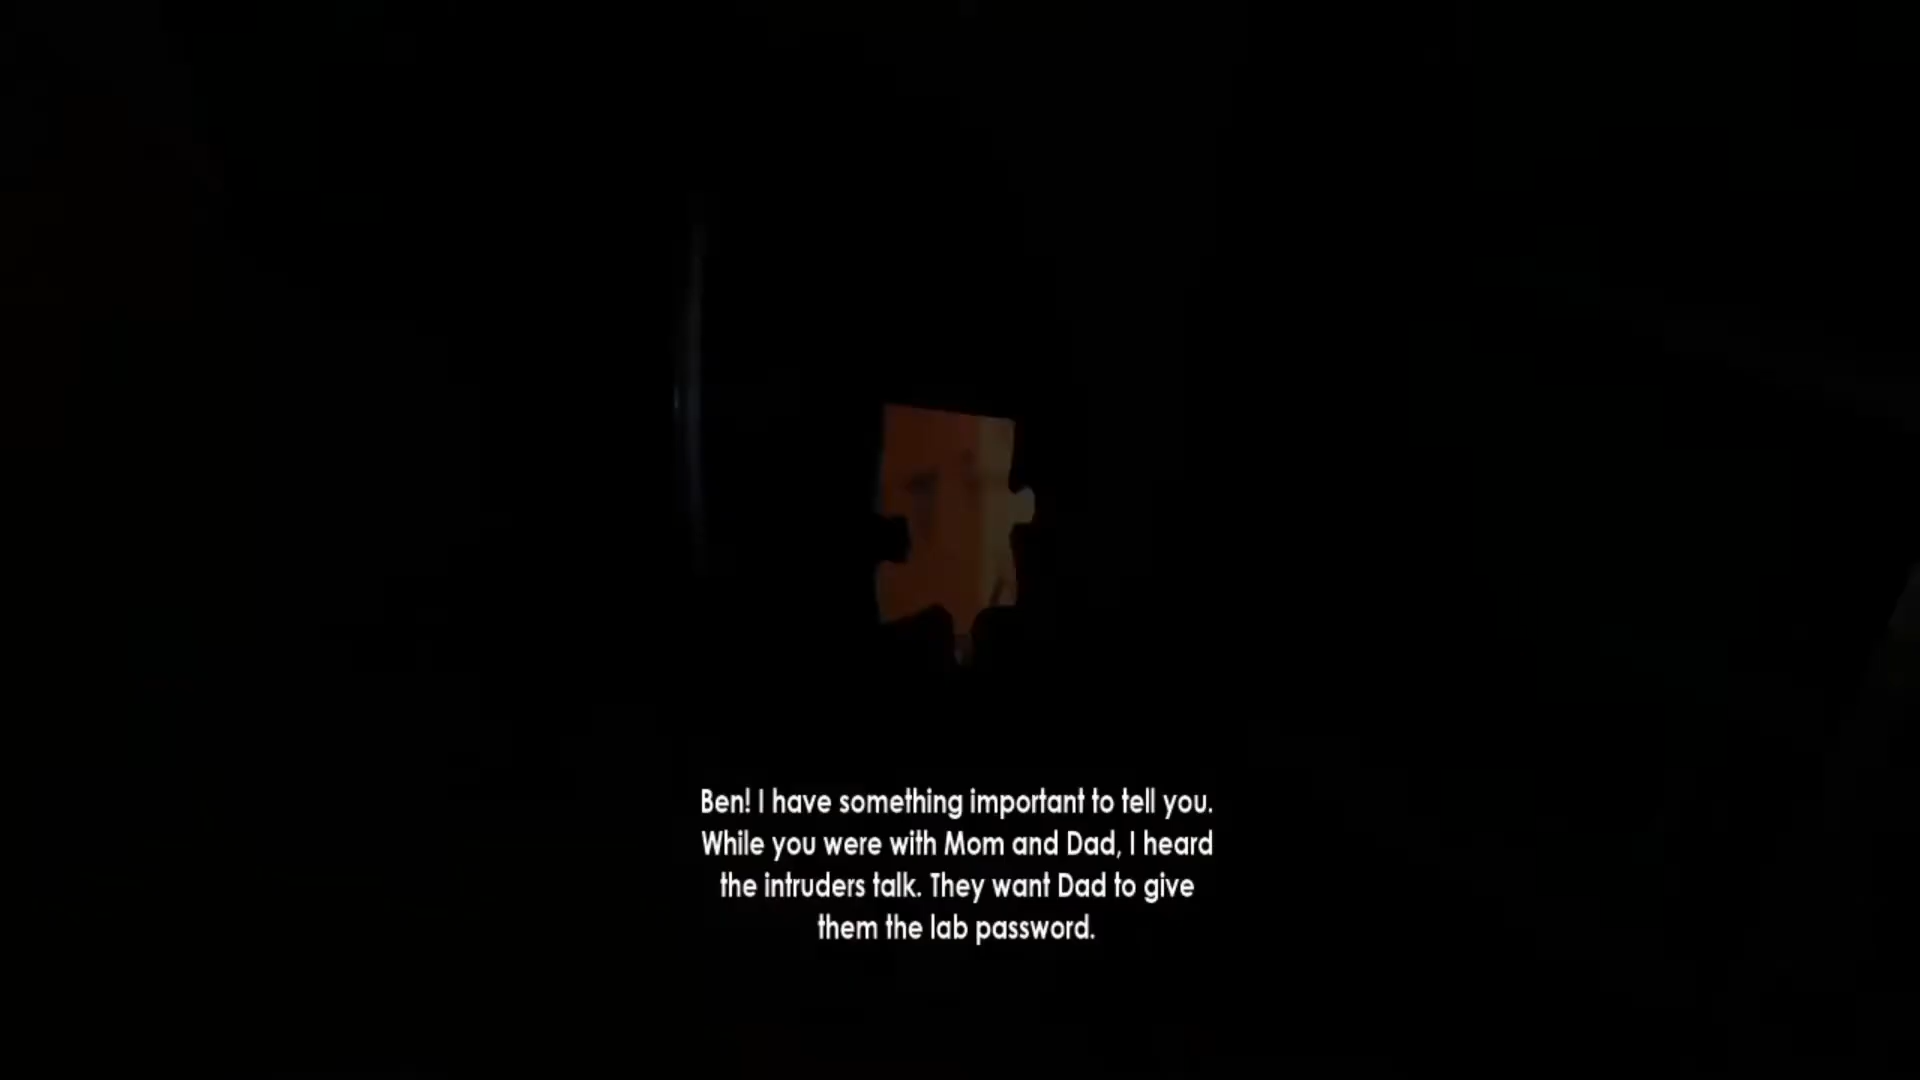 Ben! I have something important to tell you.
While you were with Mom and Dad, I heard
the intruders talk. They want Dad to give
them the lab password.